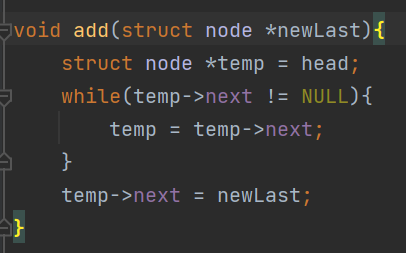 void add(struct node *newLast){
    struct node *temp = head;
    while(temp->next != NULL){
        temp = temp->next;
    }
    temp->next = newLast;
}